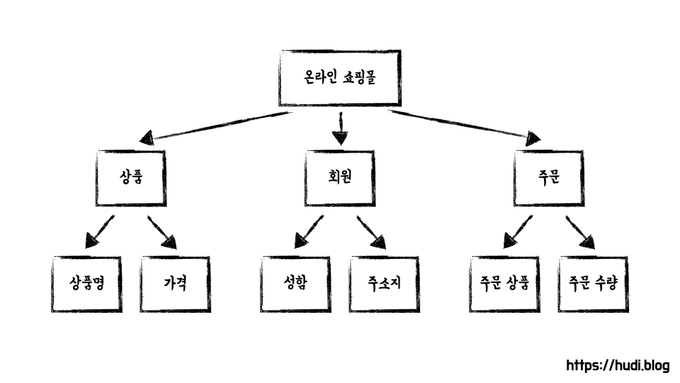 온라인 쇼핑몰
상품
회원
주문
상품명
가격
성함
주소지
주문 상품
주문 수량
https://hudi.blog